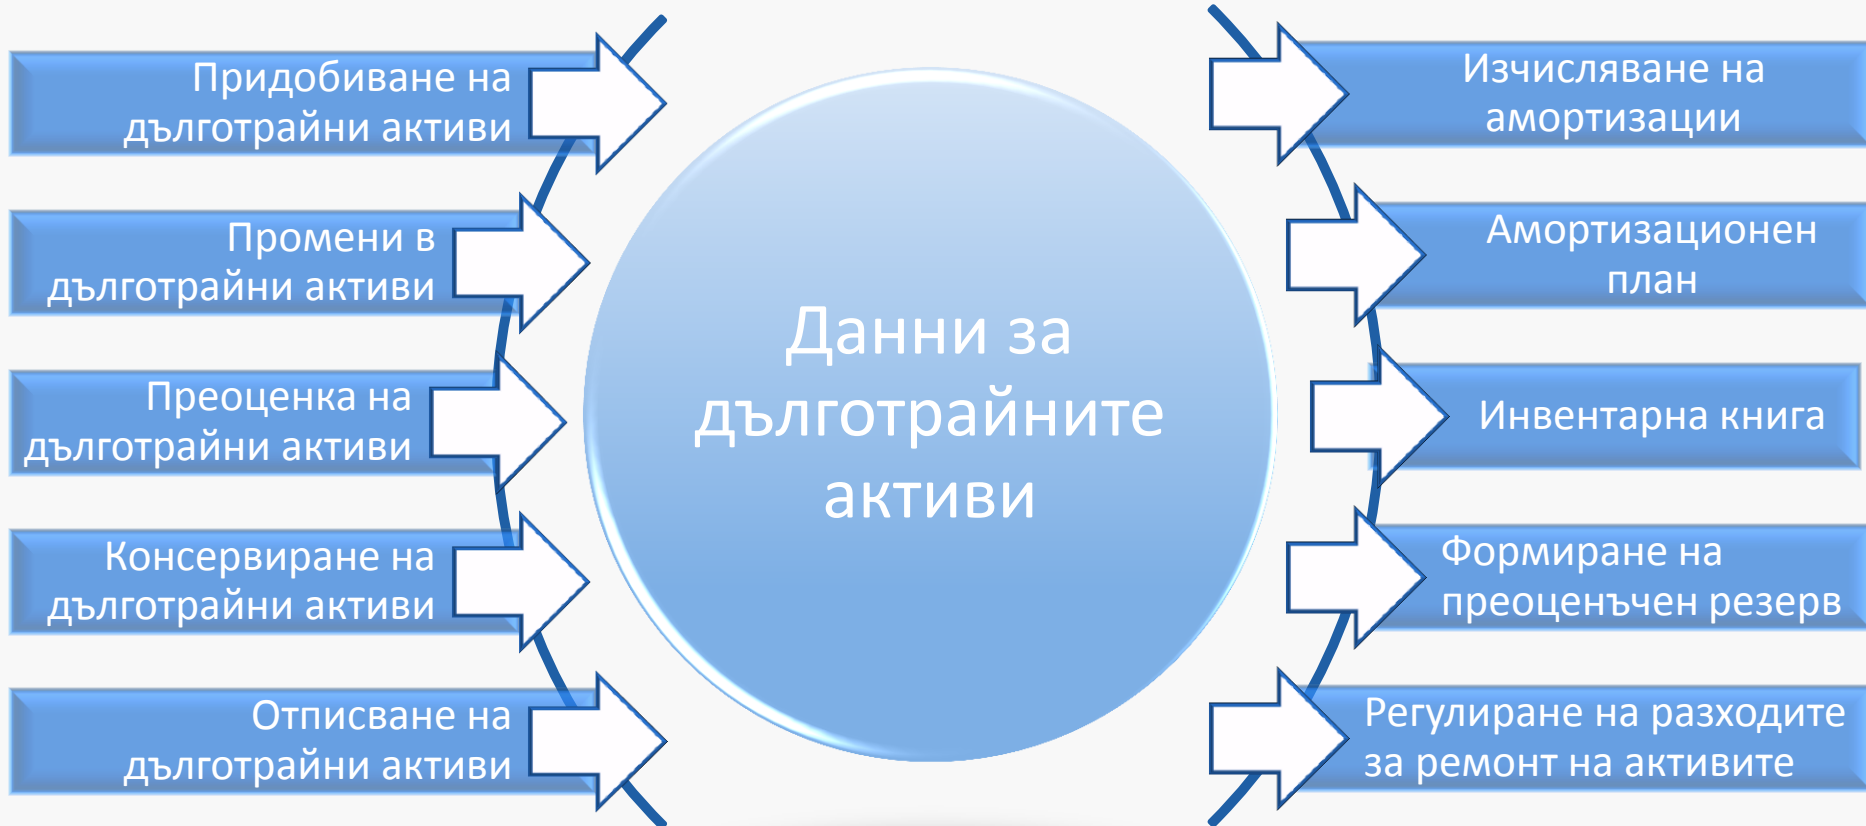 Придобиване на
дълготрайни активи
Промени в
дълготрайни активи
Преоценка на
дълготрайни активи
Консервиране на
дълготрайни активи
Отписване на
дълготрайни активи
Данни за
дълготрайните
активи
Изчисляване на
амортизации
Амортизационен
план
Инвентарна книга
Формиране на
преоценъчен резерв
Регулиране на разходите
за ремонт на активите